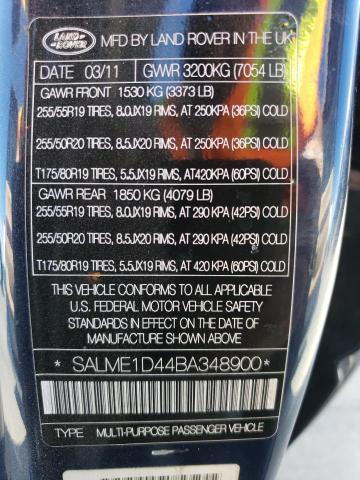 LAND ROVER
MFD BY LAND ROVER IN THE UK
DATE 03/11 GVWR 3200KG (7054 LB)
GAWR FRONT 1530 KG (3373 LB)
255/55R19 TIRES, 8.0JX19 RIMS, AT 250KPA (36PSI) COLD
255/50R20 TIRES, 8.5JX20 RIMS, AT 250KPA (36PSI) COLD
T175/80R19 TIRES, 5.5JX19 RIMS, AT420KPA (60PSI) COLD
GAWR REAR 1850 KG (4079 LB)
255/55R19 TIRES, 8.0JX19 RIMS, AT 290 KPA (42PSI) COLD
255/50R20 TIRES, 8.5JX20 RIMS, AT 290 KPA (42PSI) COLD
T175/80R19 TIRES, 5.5JX19 RIMS, AT 420 KPA (60PSI) COLD
THIS VEHICLE CONFORMS TO ALL APPLICABLE
U.S. FEDERAL MOTOR VEHICLE SAFETY
STANDARDS IN EFFECT ON THE DATE OF
MANUFACTURE SHOWN ABOVE
* SALME1D44BA348900 *
TYPE MULTI-PURPOSE PASSENGER VEHICLE